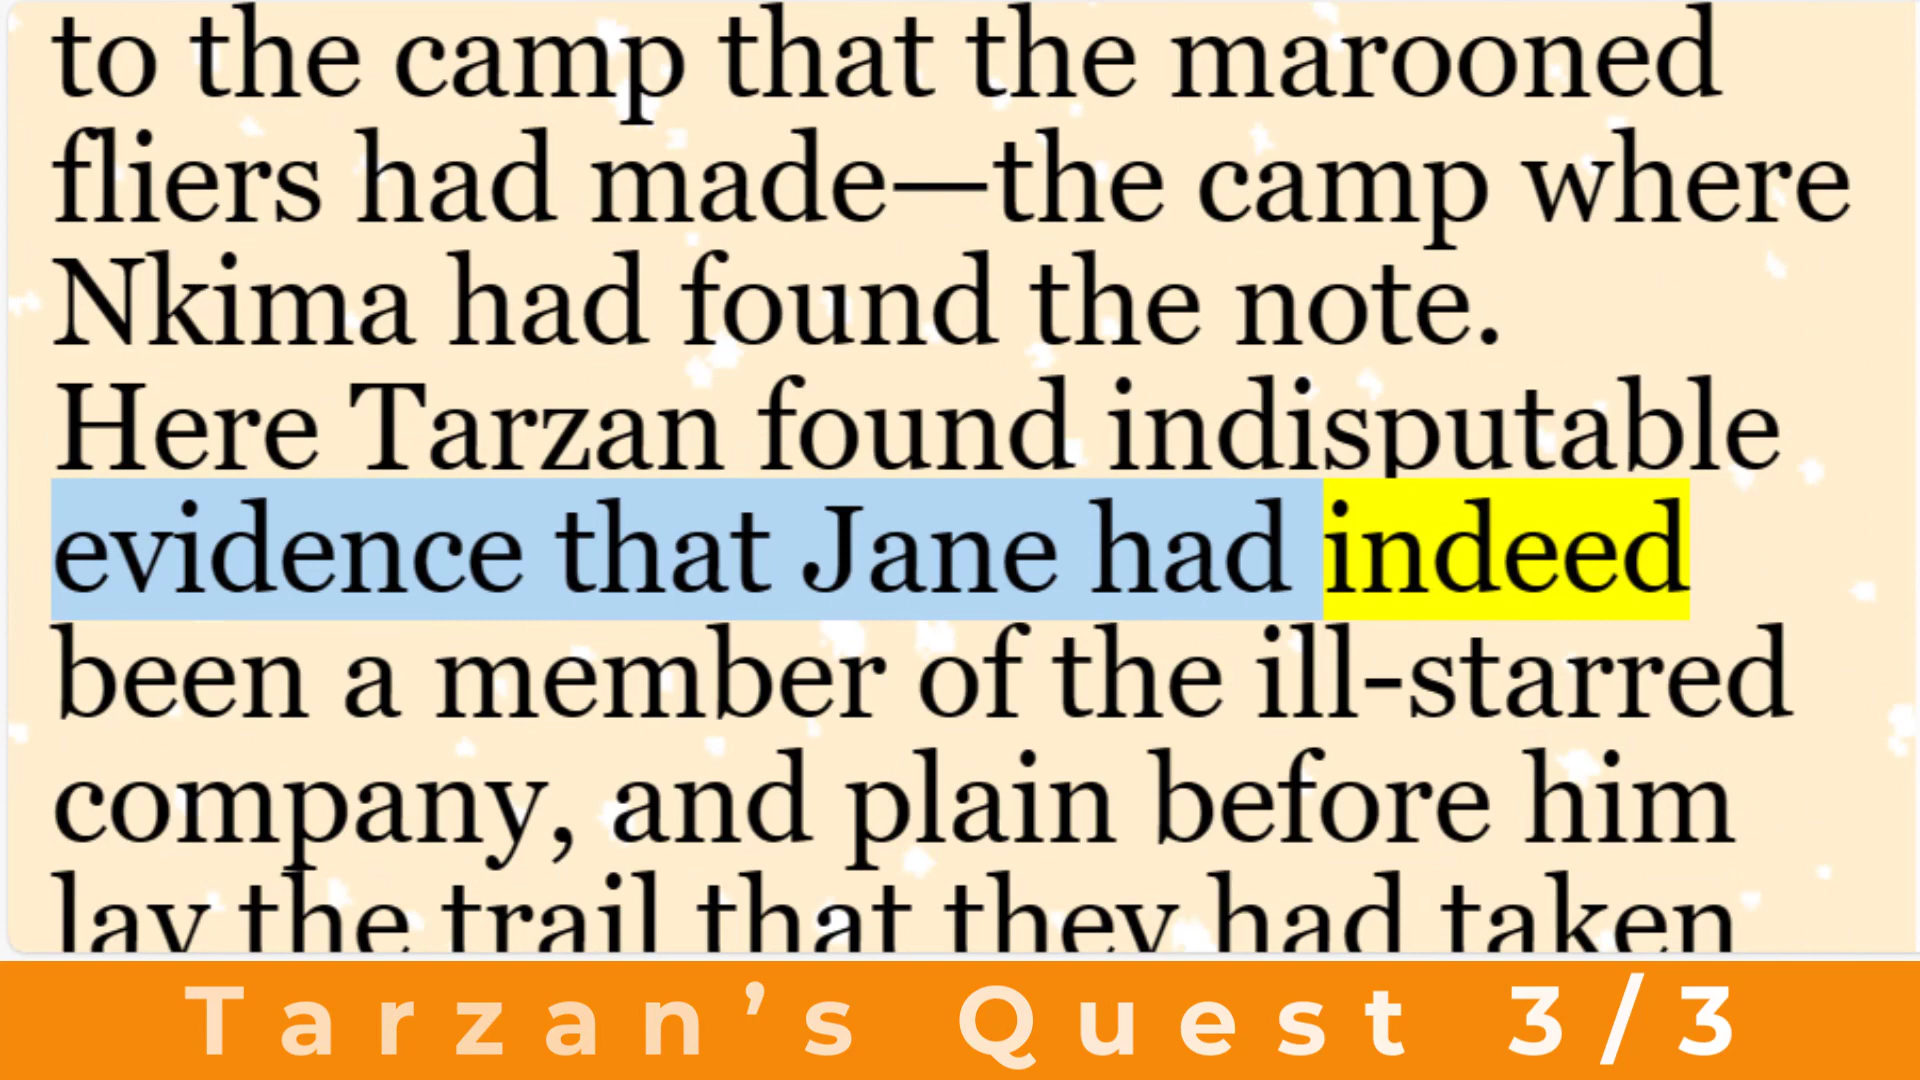 to the camp that the marooned
fliers had made—the camp where
Nkima had found the note.
Here Tarzan found indisputable
evidence that Jane had indeed
been a member of the ill-starred
company, and plain before him
lay the trail that they had taken
Tarzan’s Quest 3/3